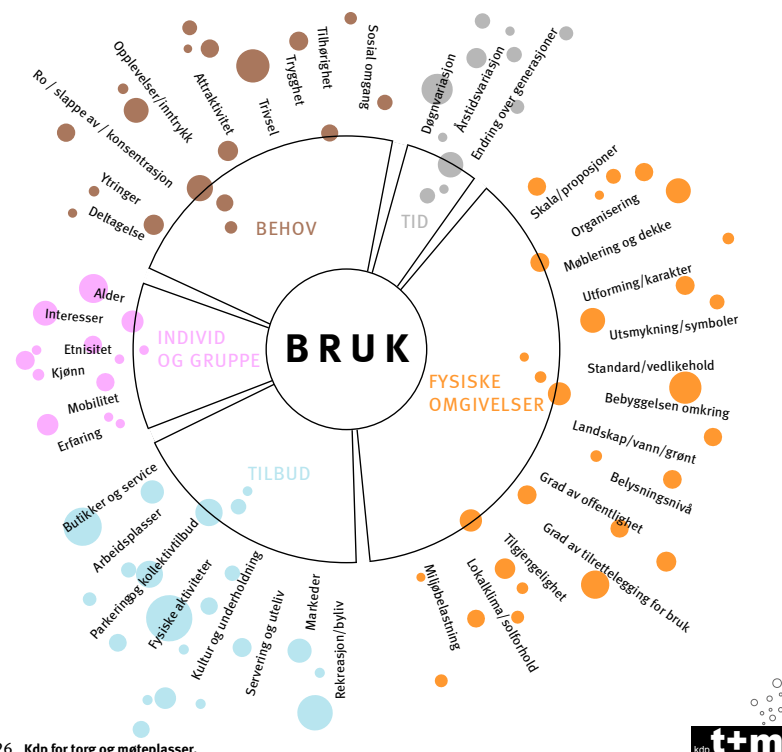 BRUK
BEHOV
Deltagelse
Ytringer
Ro / slappe av / konsentrasjon
Opplevelser/inntrykk
Attraktivitet
Trivsel
Trygghet
Tilhørighet
Sosial omgang
TID
Døgnvariasjon
Årstidsvariasjon
Endring over generasjoner
FYSISKE
OMGIVELSER
Skala/proposjoner
Organisering
Møblering og dekke
Utforming/karakter
Utsmykning/symboler
Standard/vedlikehold
Bebyggelsen omkring
Landskap/vann/grønt
Belysningsnivå
Grad av offentlighet
Grad av tilrettelegging for bruk
Tilgjengelighet
Lokalklima/solforhold
Miljøbelastning
TILBUD
Rekreasjon/byliv
Markeder
Servering og uteliv
Kultur og underholdning
Fysiske aktiviteter
Parkering og kollektivtilbud
Arbeidsplasser
Butikker og service
INDIVID
OG GRUPPE
Erfaring
Mobilitet
Kjønn
Etnisitet
Interesser
Alder
26 Kdp for torg og møteplasser.
kdp t+m